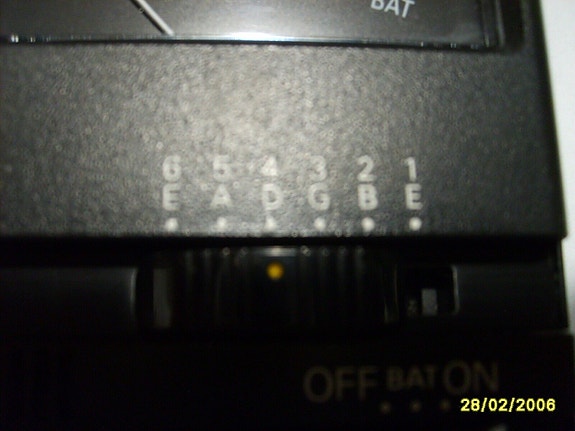 BAT
6 5 4 3 2 1
E A D G B E
OFF BAT ON
28/02/2006